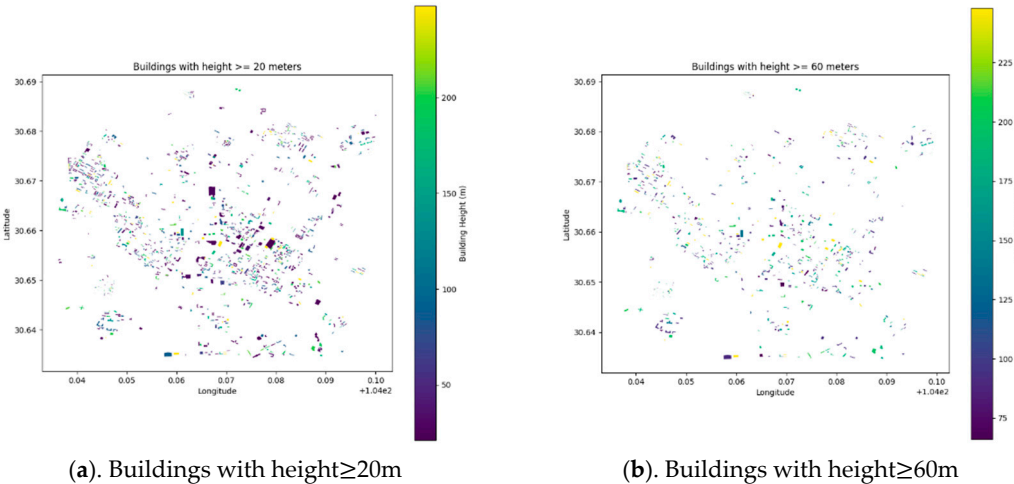 Buildings with height >= 20 meters
30.69
30.68
30.67
30.66
30.65
30.64
Latitude
0.04 0.05 0.06 0.07 0.08 0.09 0.10
Longitude
+1.04e2
200
150
100
50
Building Height (m)
(a). Buildings with height≥20m
Buildings with height >= 60 meters
30.69
30.68
30.67
30.66
30.65
30.64
Latitude
0.04 0.05 0.06 0.07 0.08 0.09 0.10
Longitude
+1.04e2
225
200
175
150
125
100
75
(b). Buildings with height≥60m